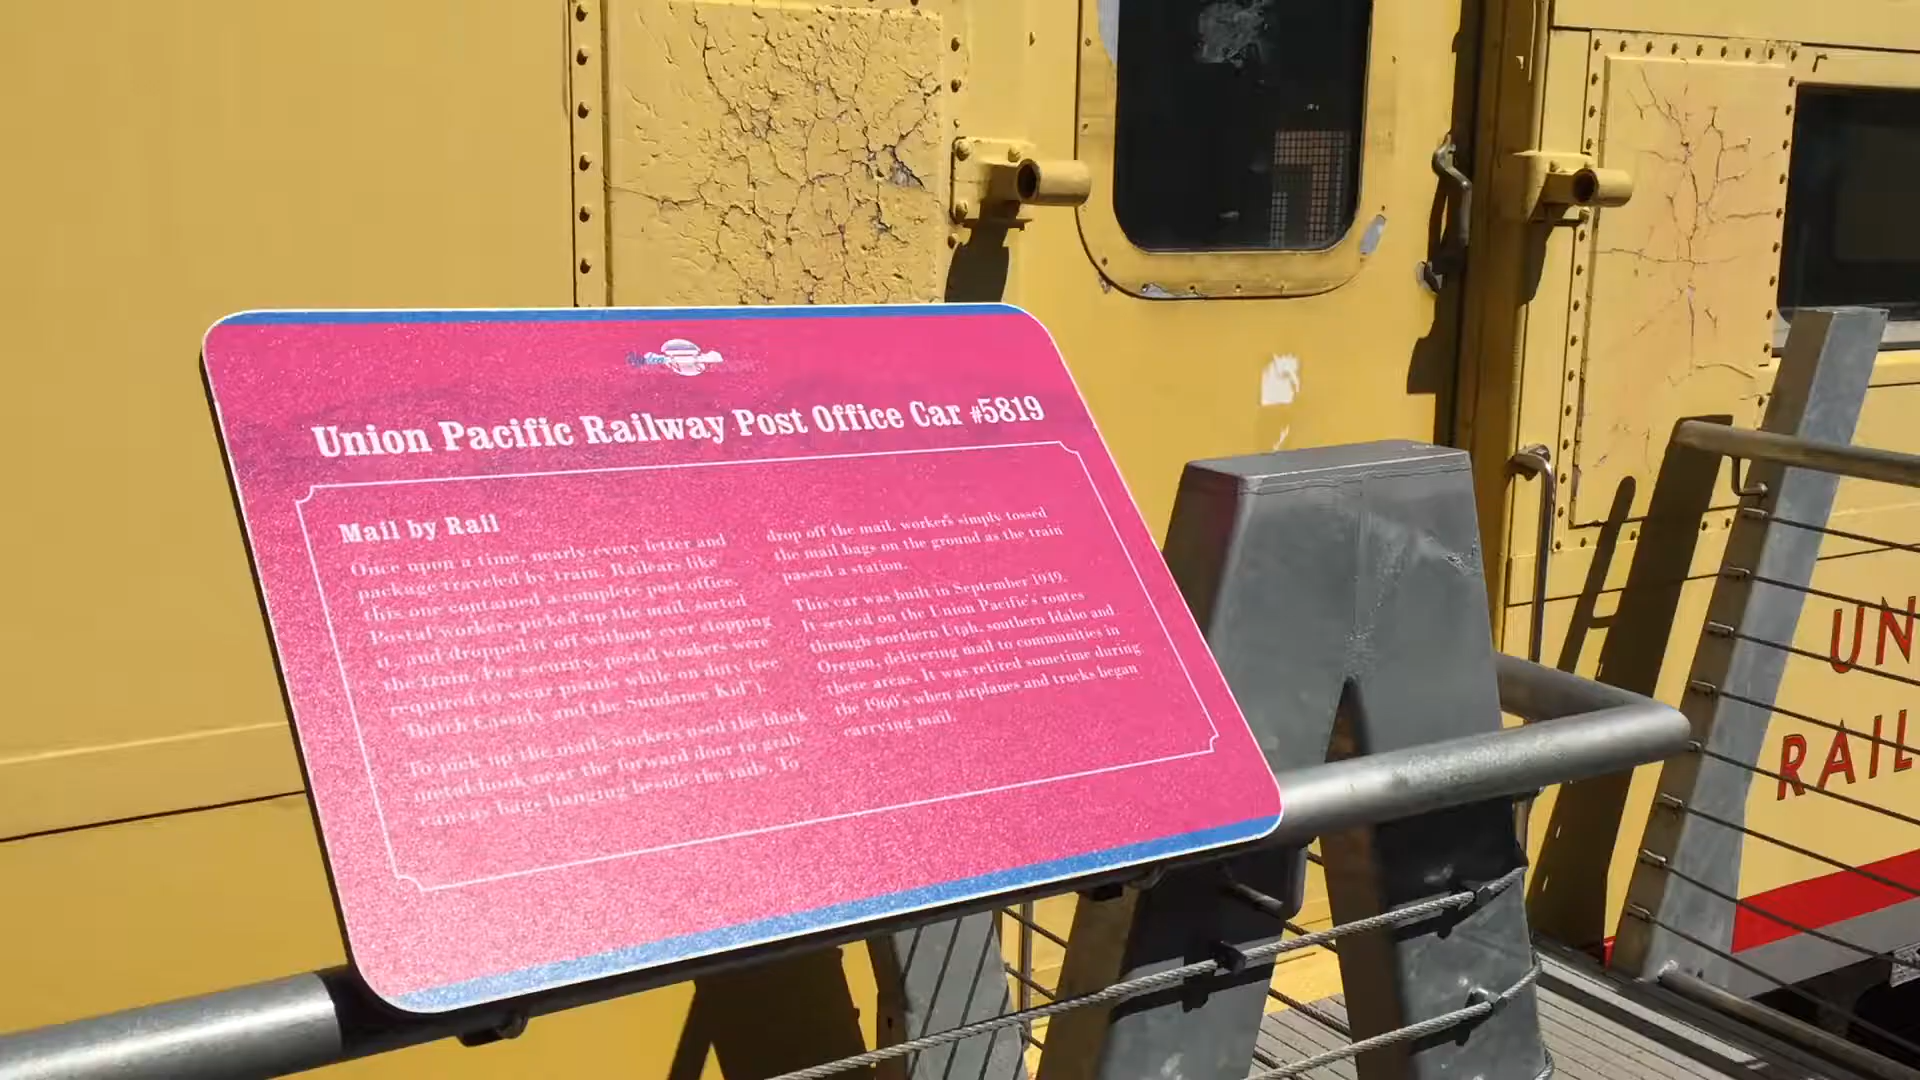 Union Pacific Railway Post Office Car #5819
Mail by Rail
Once upon a time, nearly every letter and
package traveled by train. Railcars like
this one contained a complete post office.
Postal workers picked up the mail, sorted
it, and dropped it off without ever stopping
the train. For security, postal workers were
required to wear pistols while on duty (see
"Butch Cassidy and the Sundance Kid").
To pick up the mail, workers used the black
metal hook near the forward door to grab
canvas bags hanging beside the rails. To
drop off the mail, workers simply tossed
the mail bags on the ground as the train
passed a station.
This car was built in September 1949.
It served on the Union Pacific's routes
through northern Utah, southern Idaho and
Oregon, delivering mail to communities in
these areas. It was retired sometime during
the 1960's when airplanes and trucks began
carrying mail.
UN
RAIL